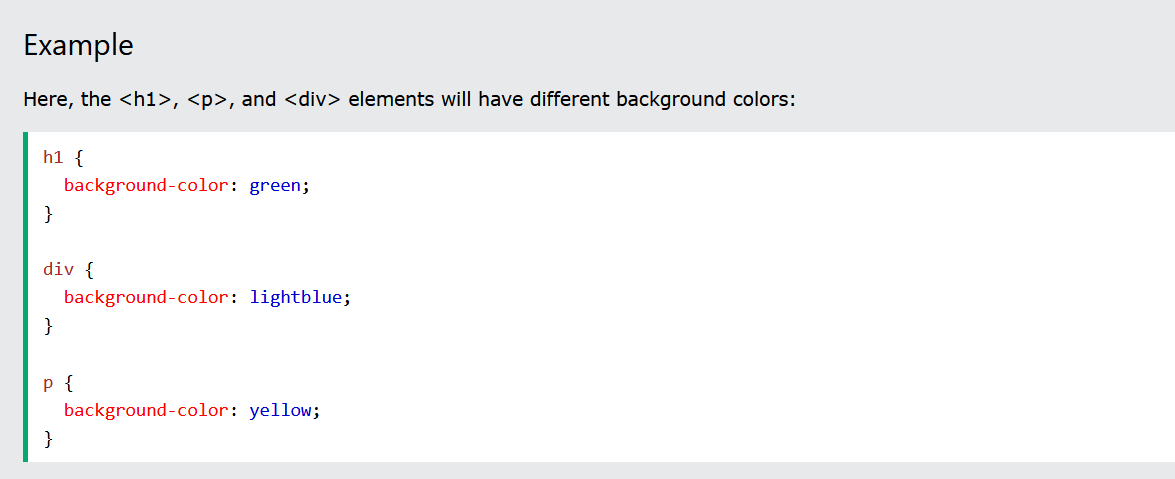 Example
Here, the <h1>, <p>, and <div> elements will have different background colors:
h1 {
  background-color: green;
}
div {
  background-color: lightblue;
}
p {
  background-color: yellow;
}